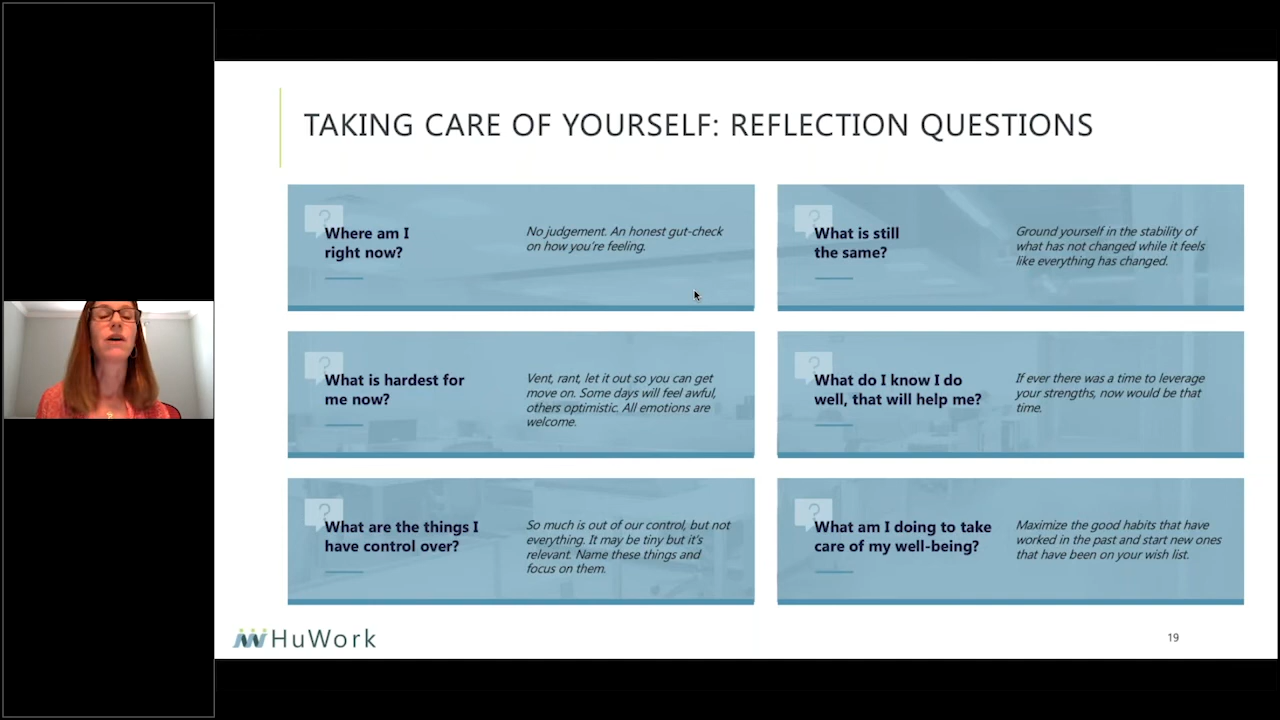 TAKING CARE OF YOURSELF: REFLECTION QUESTIONS
?
Where am I
right now?
No judgement. An honest gut-check
on how you're feeling.
?
What is still
the same?
Ground yourself in the stability of
what has not changed while it feels
like everything has changed.
?
What is hardest for
me now?
Vent, rant, let it out so you can get
move on. Some days will feel awful,
others optimistic. All emotions are
welcome.
?
What do I know I do
well, that will help me?
If ever there was a time to leverage
your strengths, now would be that
time.
?
What are the things I
have control over?
So much is out of our control, but not
everything. It may be tiny but it's
relevant. Name these things and
focus on them.
?
What am I doing to take
care of my well-being?
Maximize the good habits that have
worked in the past and start new ones
that have been on your wish list.
HuWork
19